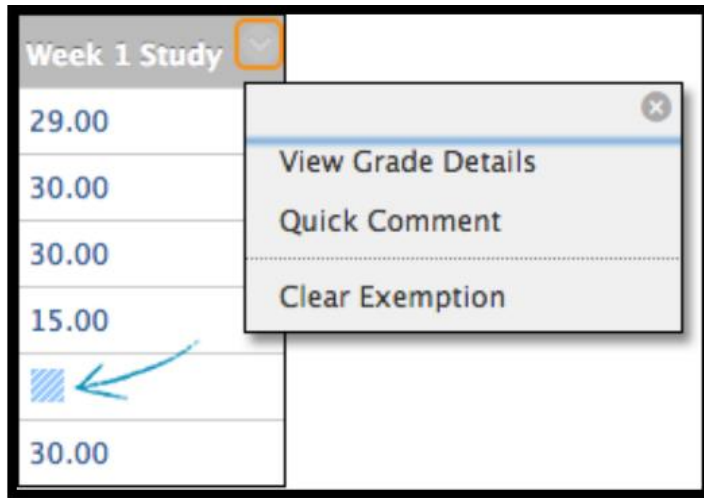 Week 1 Study
29.00
30.00
30.00
15.00
30.00
View Grade Details
Quick Comment
Clear Exemption